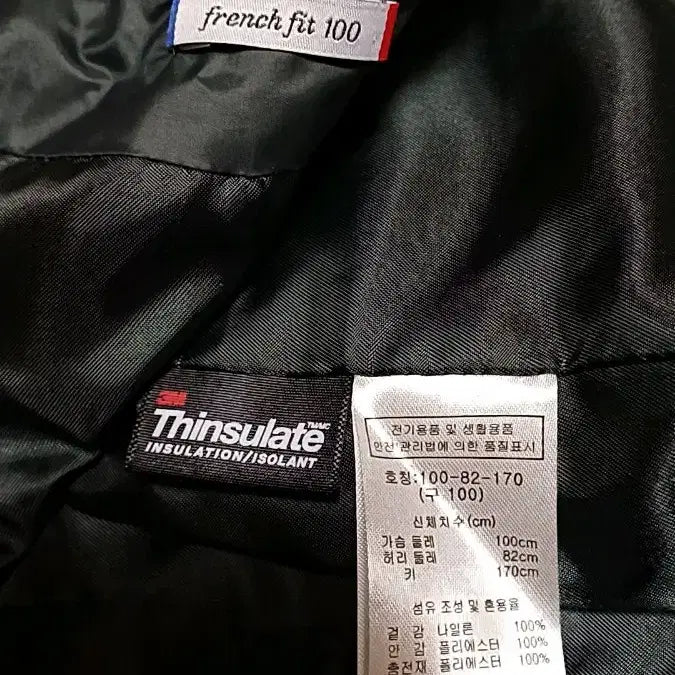 french fit 100
3M
Thinsulate TM/MC
INSULATION/ISOLANT
전기용품 및 생활용품
안전 관리법에 의한 품질표시
호칭:100-82-170
(구 100)
신체치수(cm)
가슴 둘레 100cm
허리 둘레 82cm
키 170cm
섬유 조성 및 혼용율
겉 감 나일론 100%
안 감 폴리에스터 100%
충전재 폴리에스터 100%